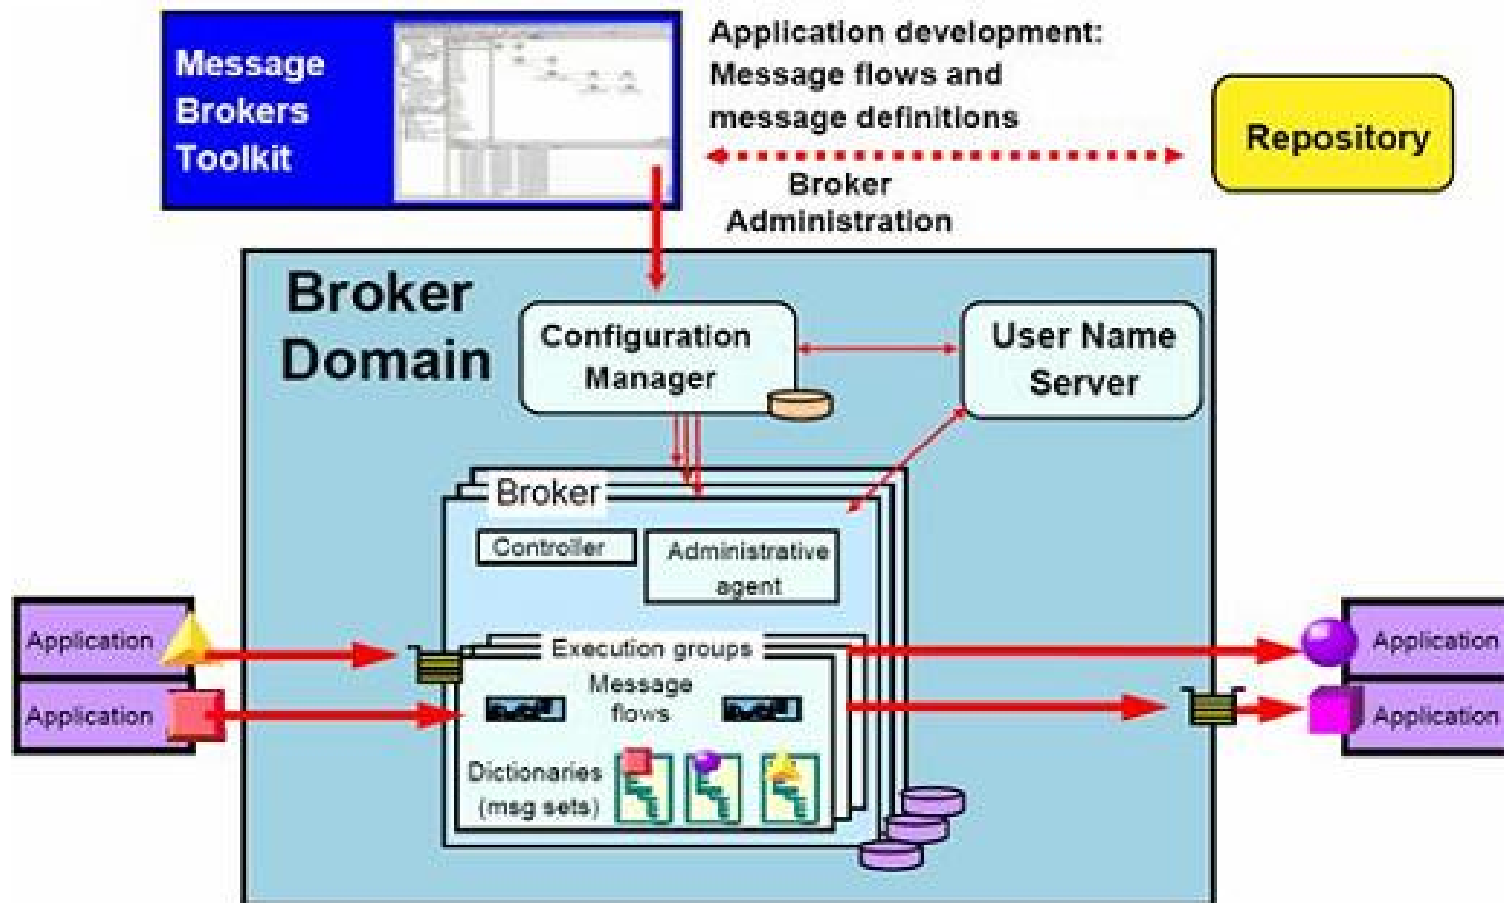 Message
Brokers
Toolkit
Application development:
Message flows and
message definitions
Broker
Administration
Repository
Broker
Domain
Configuration
Manager
User Name
Server
Broker
Controller
Administrative
agent
Application
Application
Execution groups
Message
flows
Dictionaries
(msg sets)
Application
Application